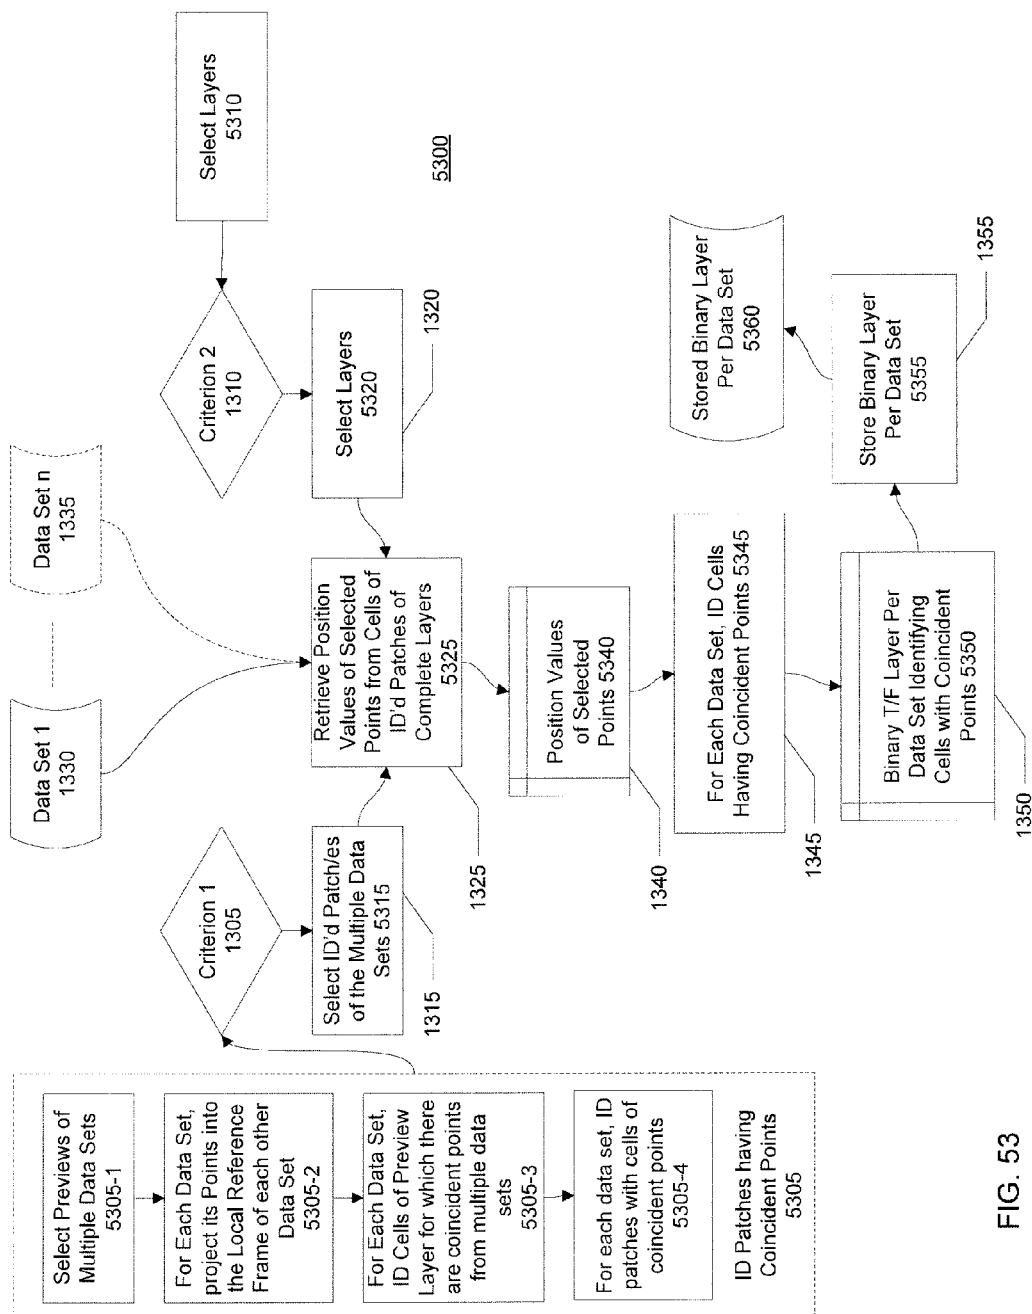 Select Previews of
Multiple Data Sets
5305-1
For Each Data Set,
project its Points into
the Local Reference
Frame of each other
Data Set
5305-2
For Each Data Set,
ID Cells of Preview
Layer for which there
are coincident points
from multiple data
sets
5305-3
For each data set, ID
patches with cells of
coincident points
5305-4
ID Patches having
Coincident Points
5305
Criterion 1
1305
Select ID'd Patch/es
of the Multiple Data
Sets 5315
1315
Data Set 1
1330
Data Set n
1335
Criterion 2
1310
Select Layers
5310
Select Layers
5320
1320
Retrieve Position
Values of Selected
Points from Cells of
ID'd Patches of
Complete Layers
5325
1325
5300
Position Values
of Selected
Points 5340
1340
For Each Data Set, ID Cells
Having Coincident Points 5345
1345
Binary T/F Layer Per
Data Set Identifying
Cells with Coincident
Points 5350
1350
Store Binary Layer
Per Data Set
5355
1355
Stored Binary Layer
Per Data Set
5360
FIG. 53